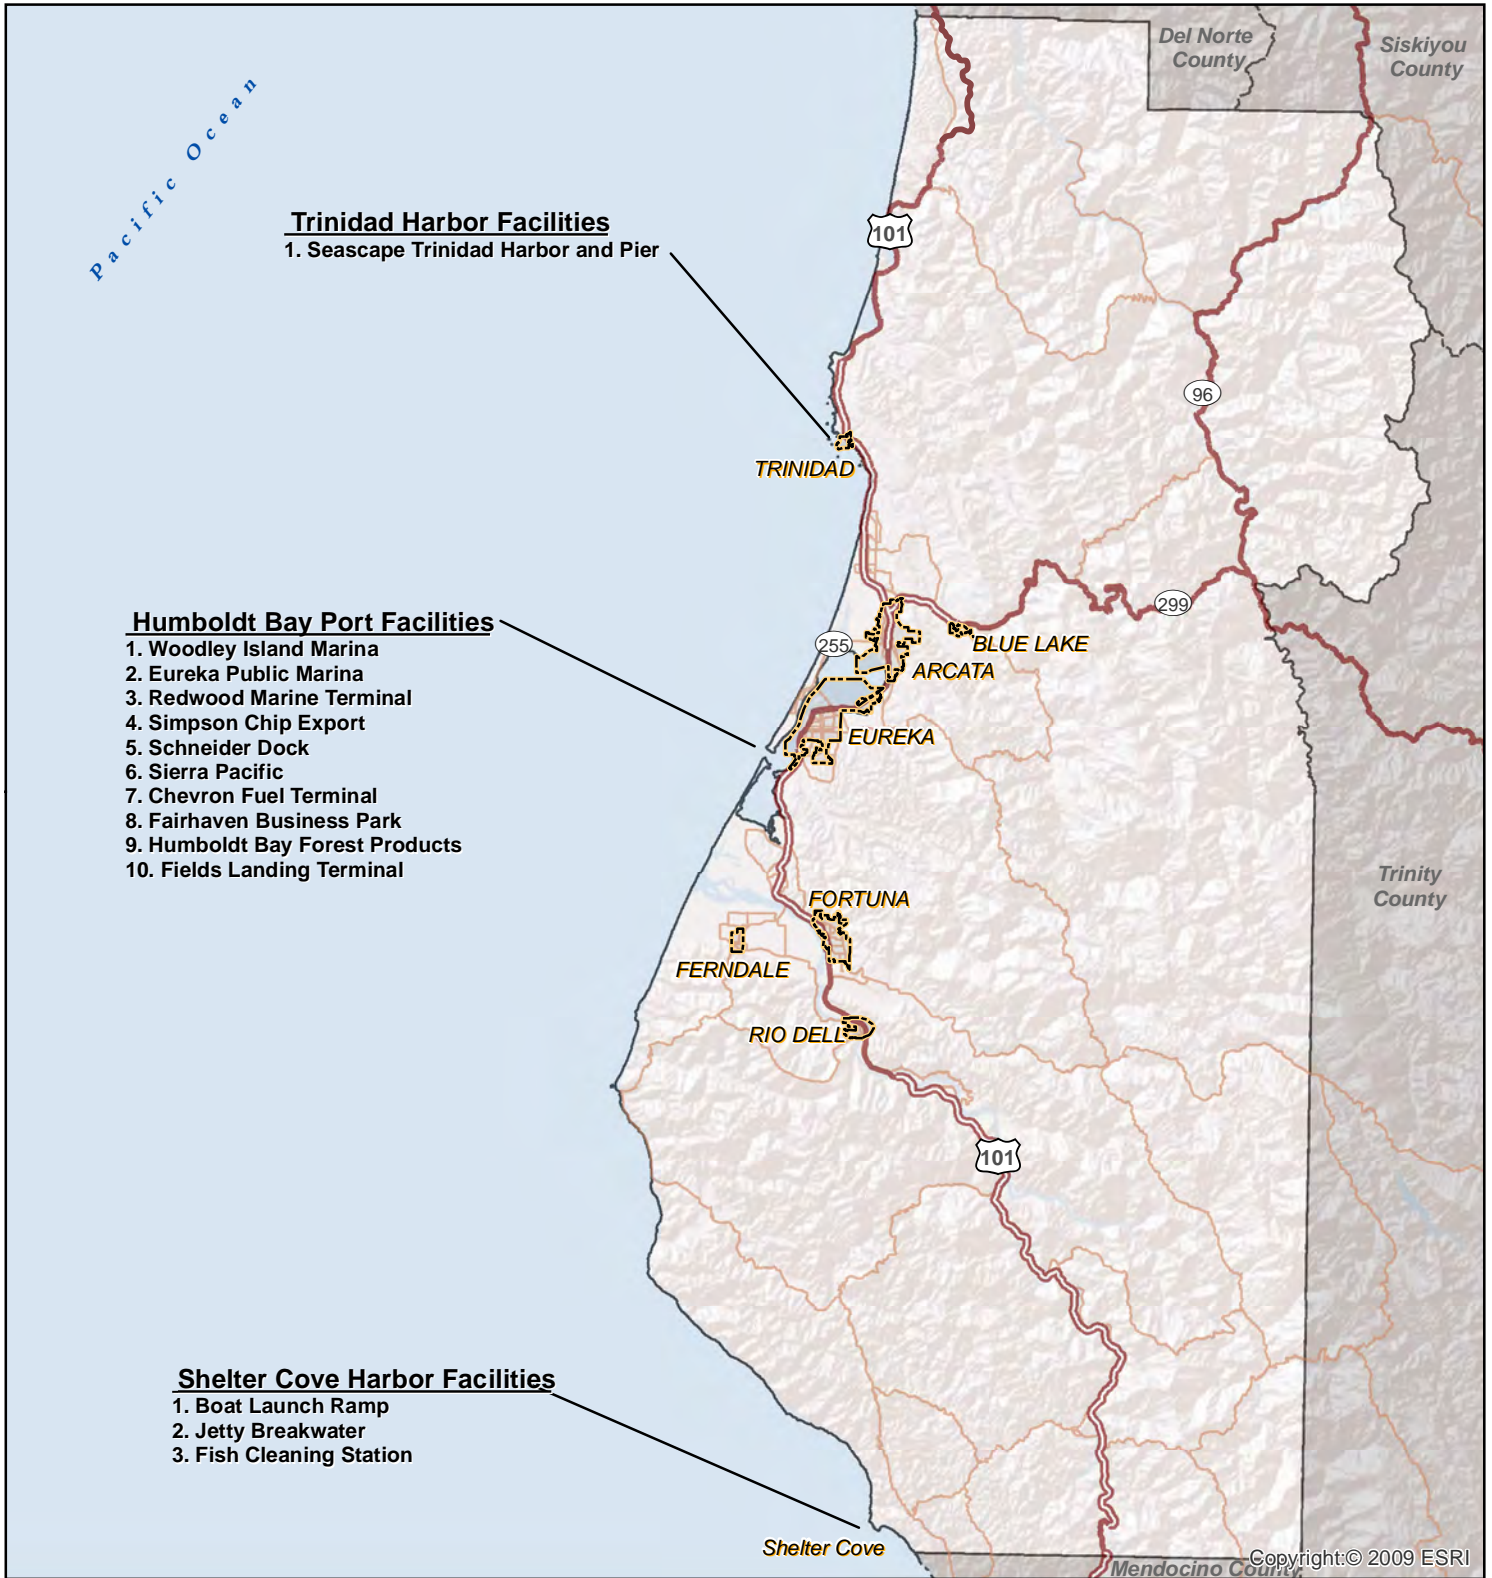 Del Norte
County
Siskiyou
County
Pacific Ocean
Trinidad Harbor Facilities
1. Seascape Trinidad Harbor and Pier
101
96
TRINIDAD
299
Humboldt Bay Port Facilities
1. Woodley Island Marina
2. Eureka Public Marina
3. Redwood Marine Terminal
4. Simpson Chip Export
5. Schneider Dock
6. Sierra Pacific
7. Chevron Fuel Terminal
8. Fairhaven Business Park
9. Humboldt Bay Forest Products
10. Fields Landing Terminal
255
BLUE LAKE
ARCATA
EUREKA
Trinity
County
FORTUNA
FERNDALE
RIO DELL
101
Shelter Cove Harbor Facilities
1. Boat Launch Ramp
2. Jetty Breakwater
3. Fish Cleaning Station
Shelter Cove
Mendocino County
Copyright:© 2009 ESRI